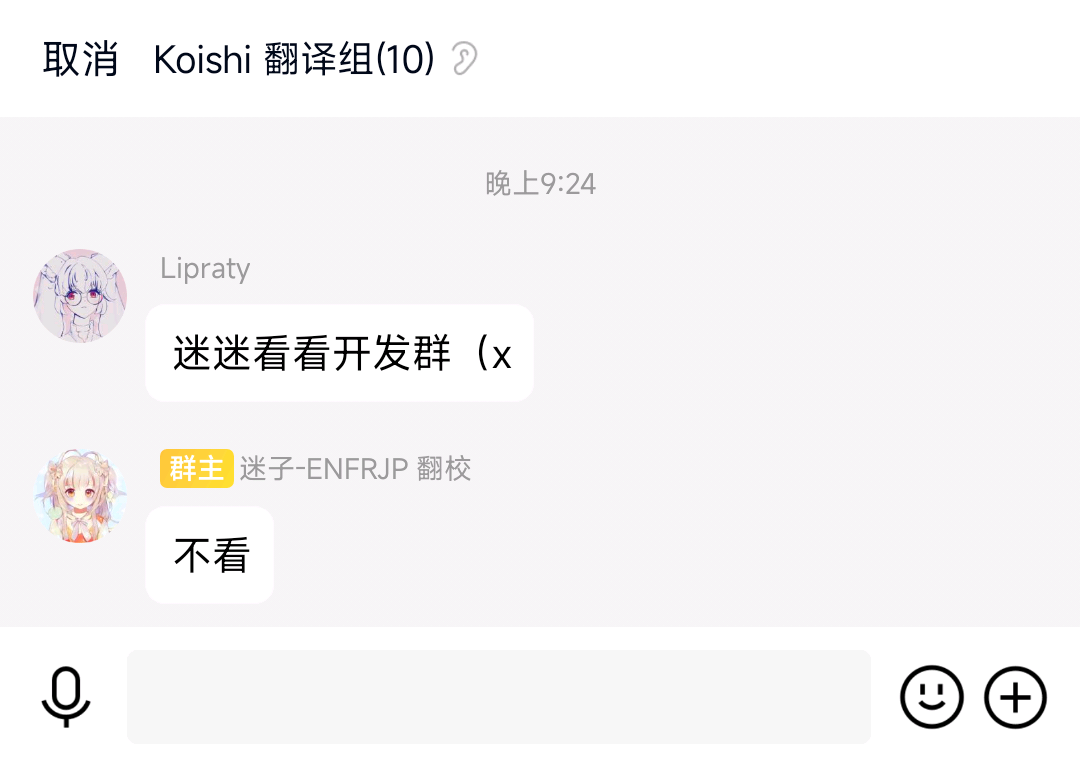 取消 Koishi 翻译组(10)
晚上9:24
Lipraty
迷迷看看开发群（x
群主 迷子-ENFRJP 翻校
不看